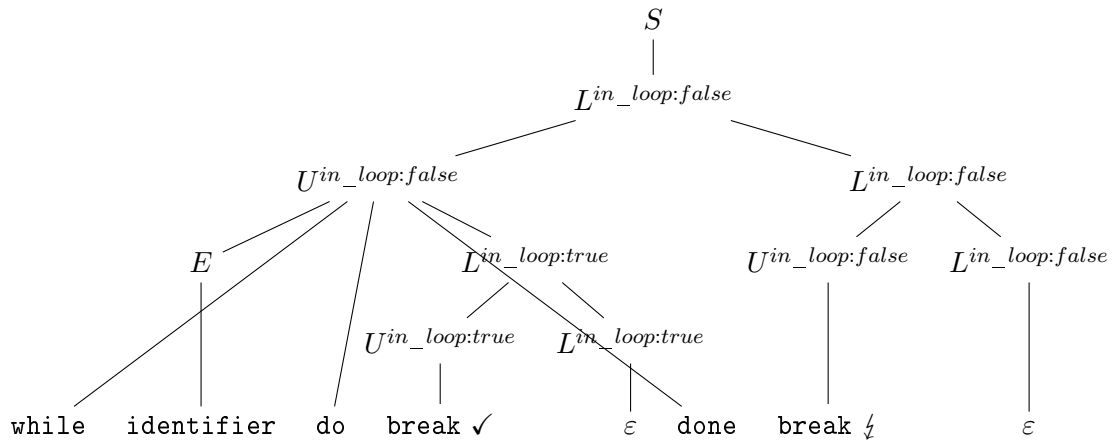 S
L^{in_loop:false}
U^{in_loop:false} L^{in_loop:false}
E L^{in_loop:true} U^{in_loop:false} L^{in_loop:false}
U^{in_loop:true} L^{in_loop:true}
while identifier do break ✓ ε done break ↯ ε